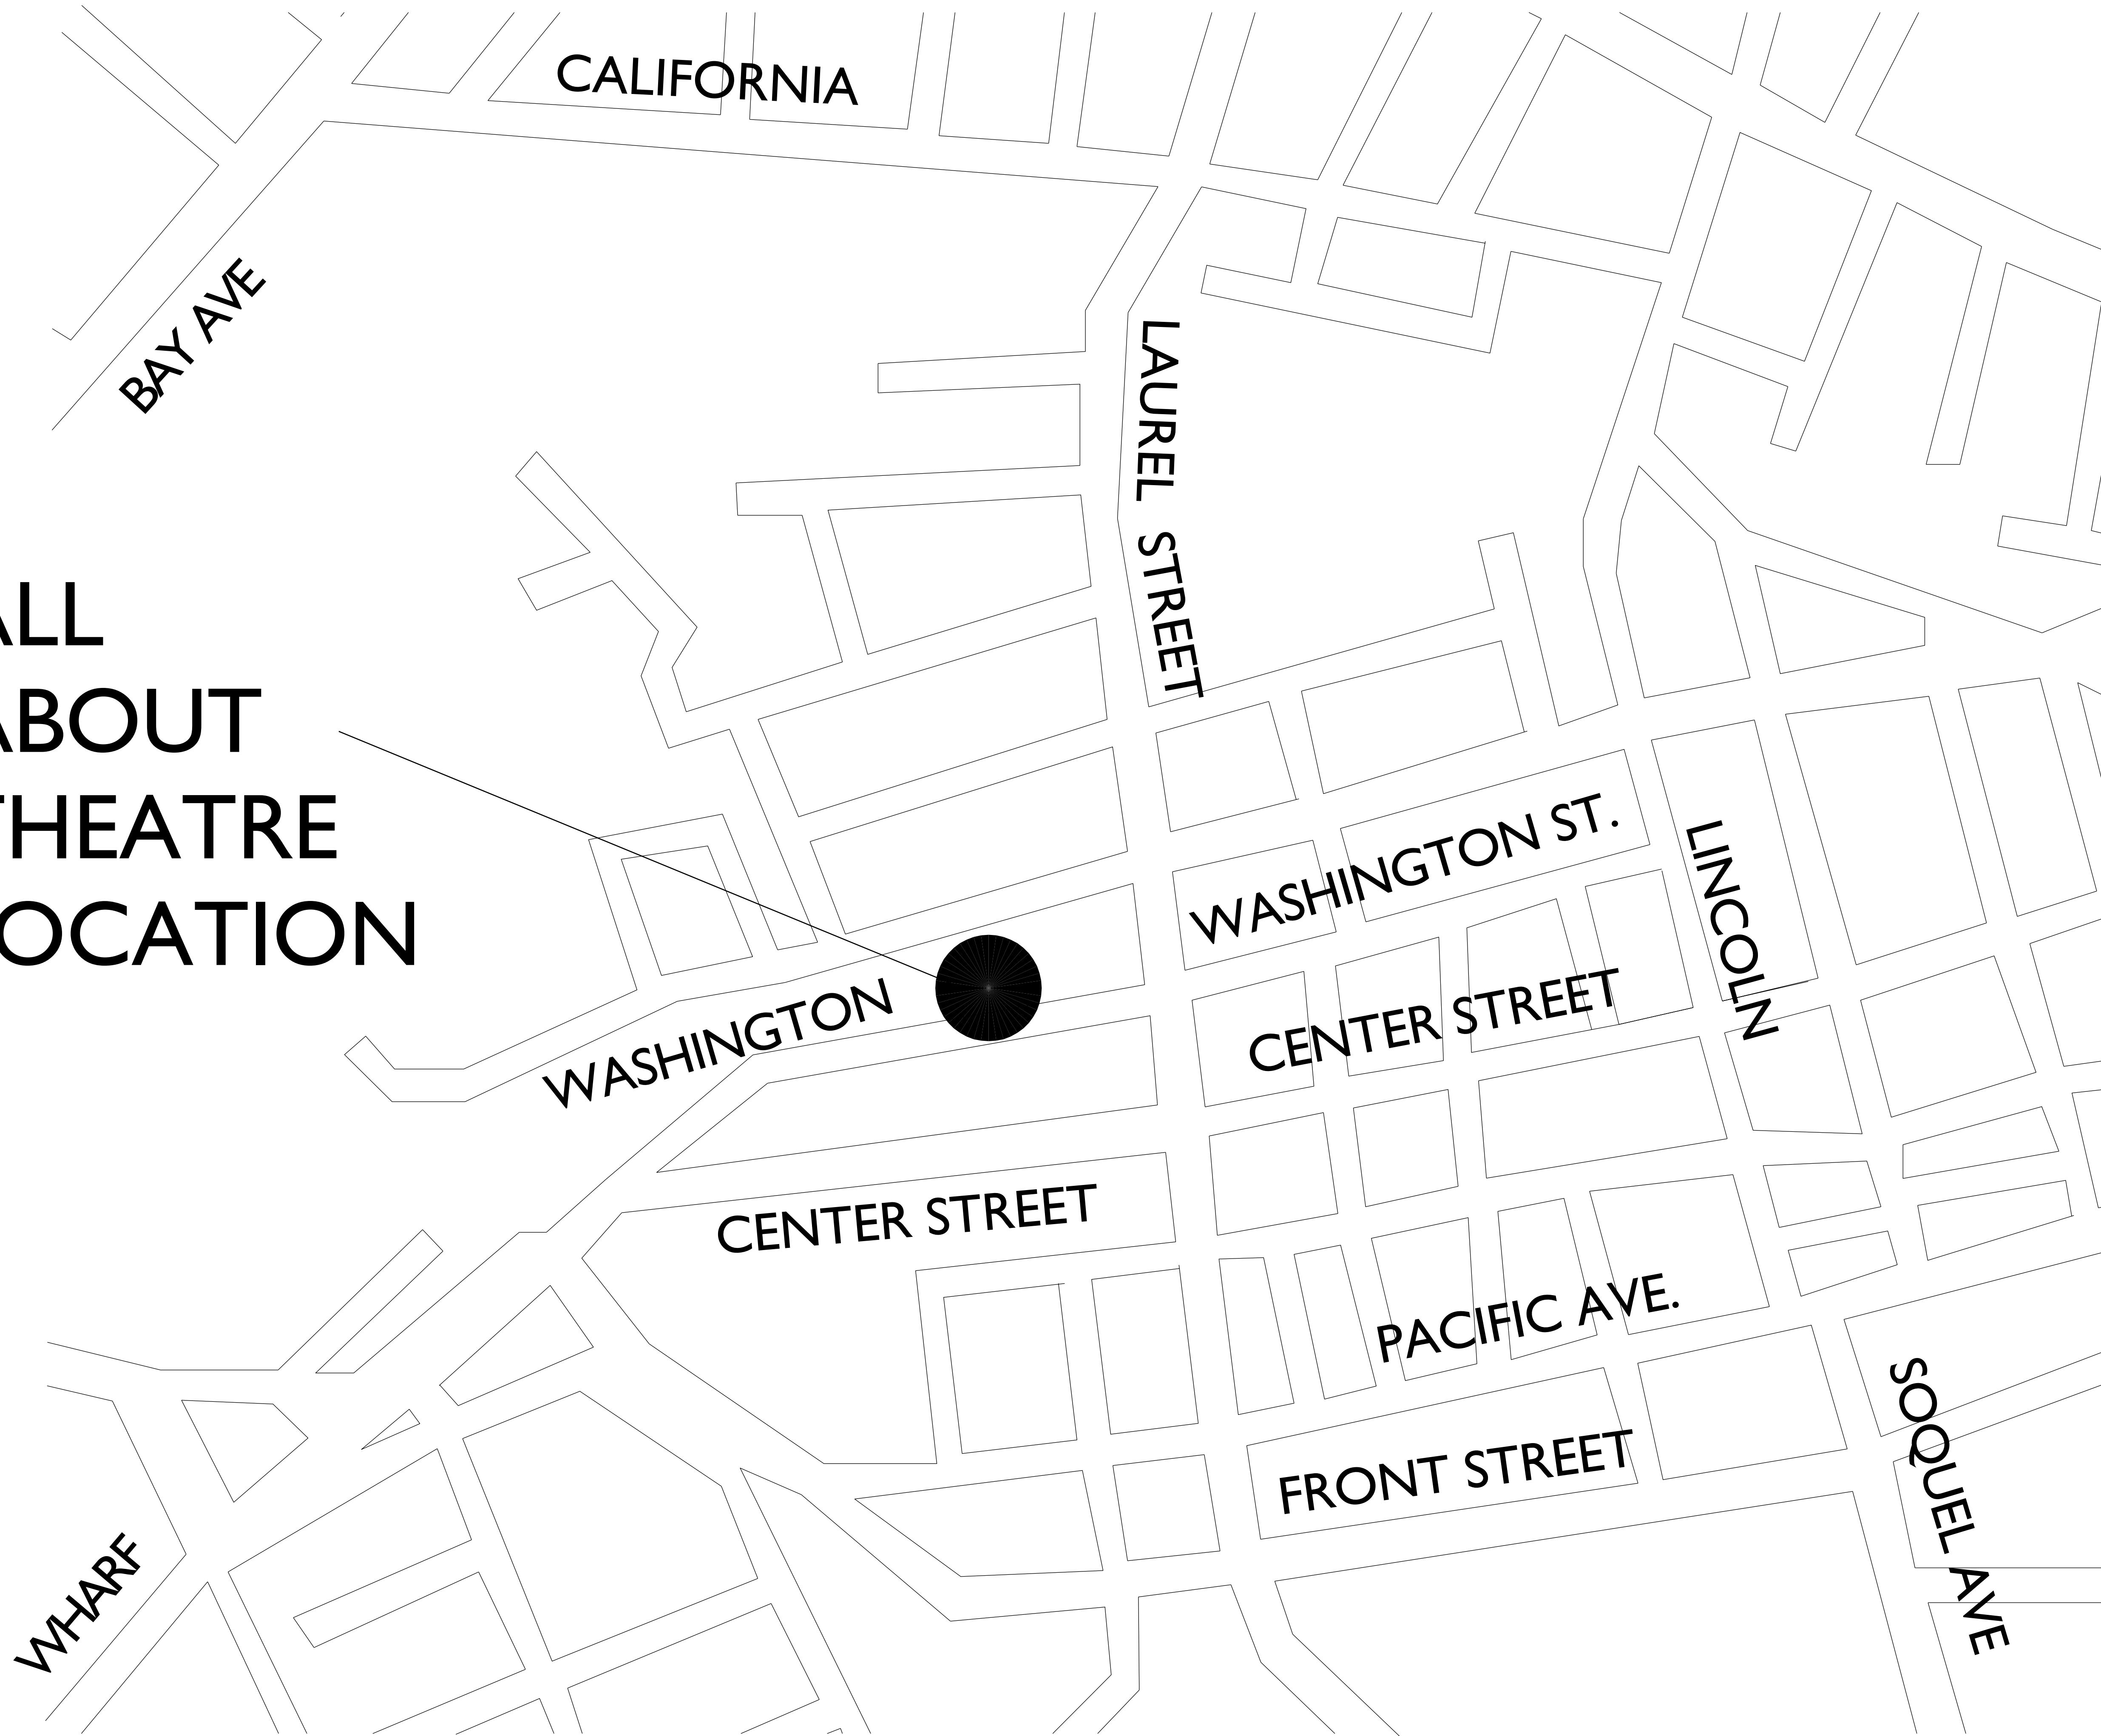 CALIFORNIA
BAY AVE
LAUREL STREET
ALL
ABOUT
THEATRE
LOCATION
WASHINGTON ST.
LINCOLN
WASHINGTON
CENTER STREET
CENTER STREET
PACIFIC AVE.
SOQUEL AVE
FRONT STREET
WHARF